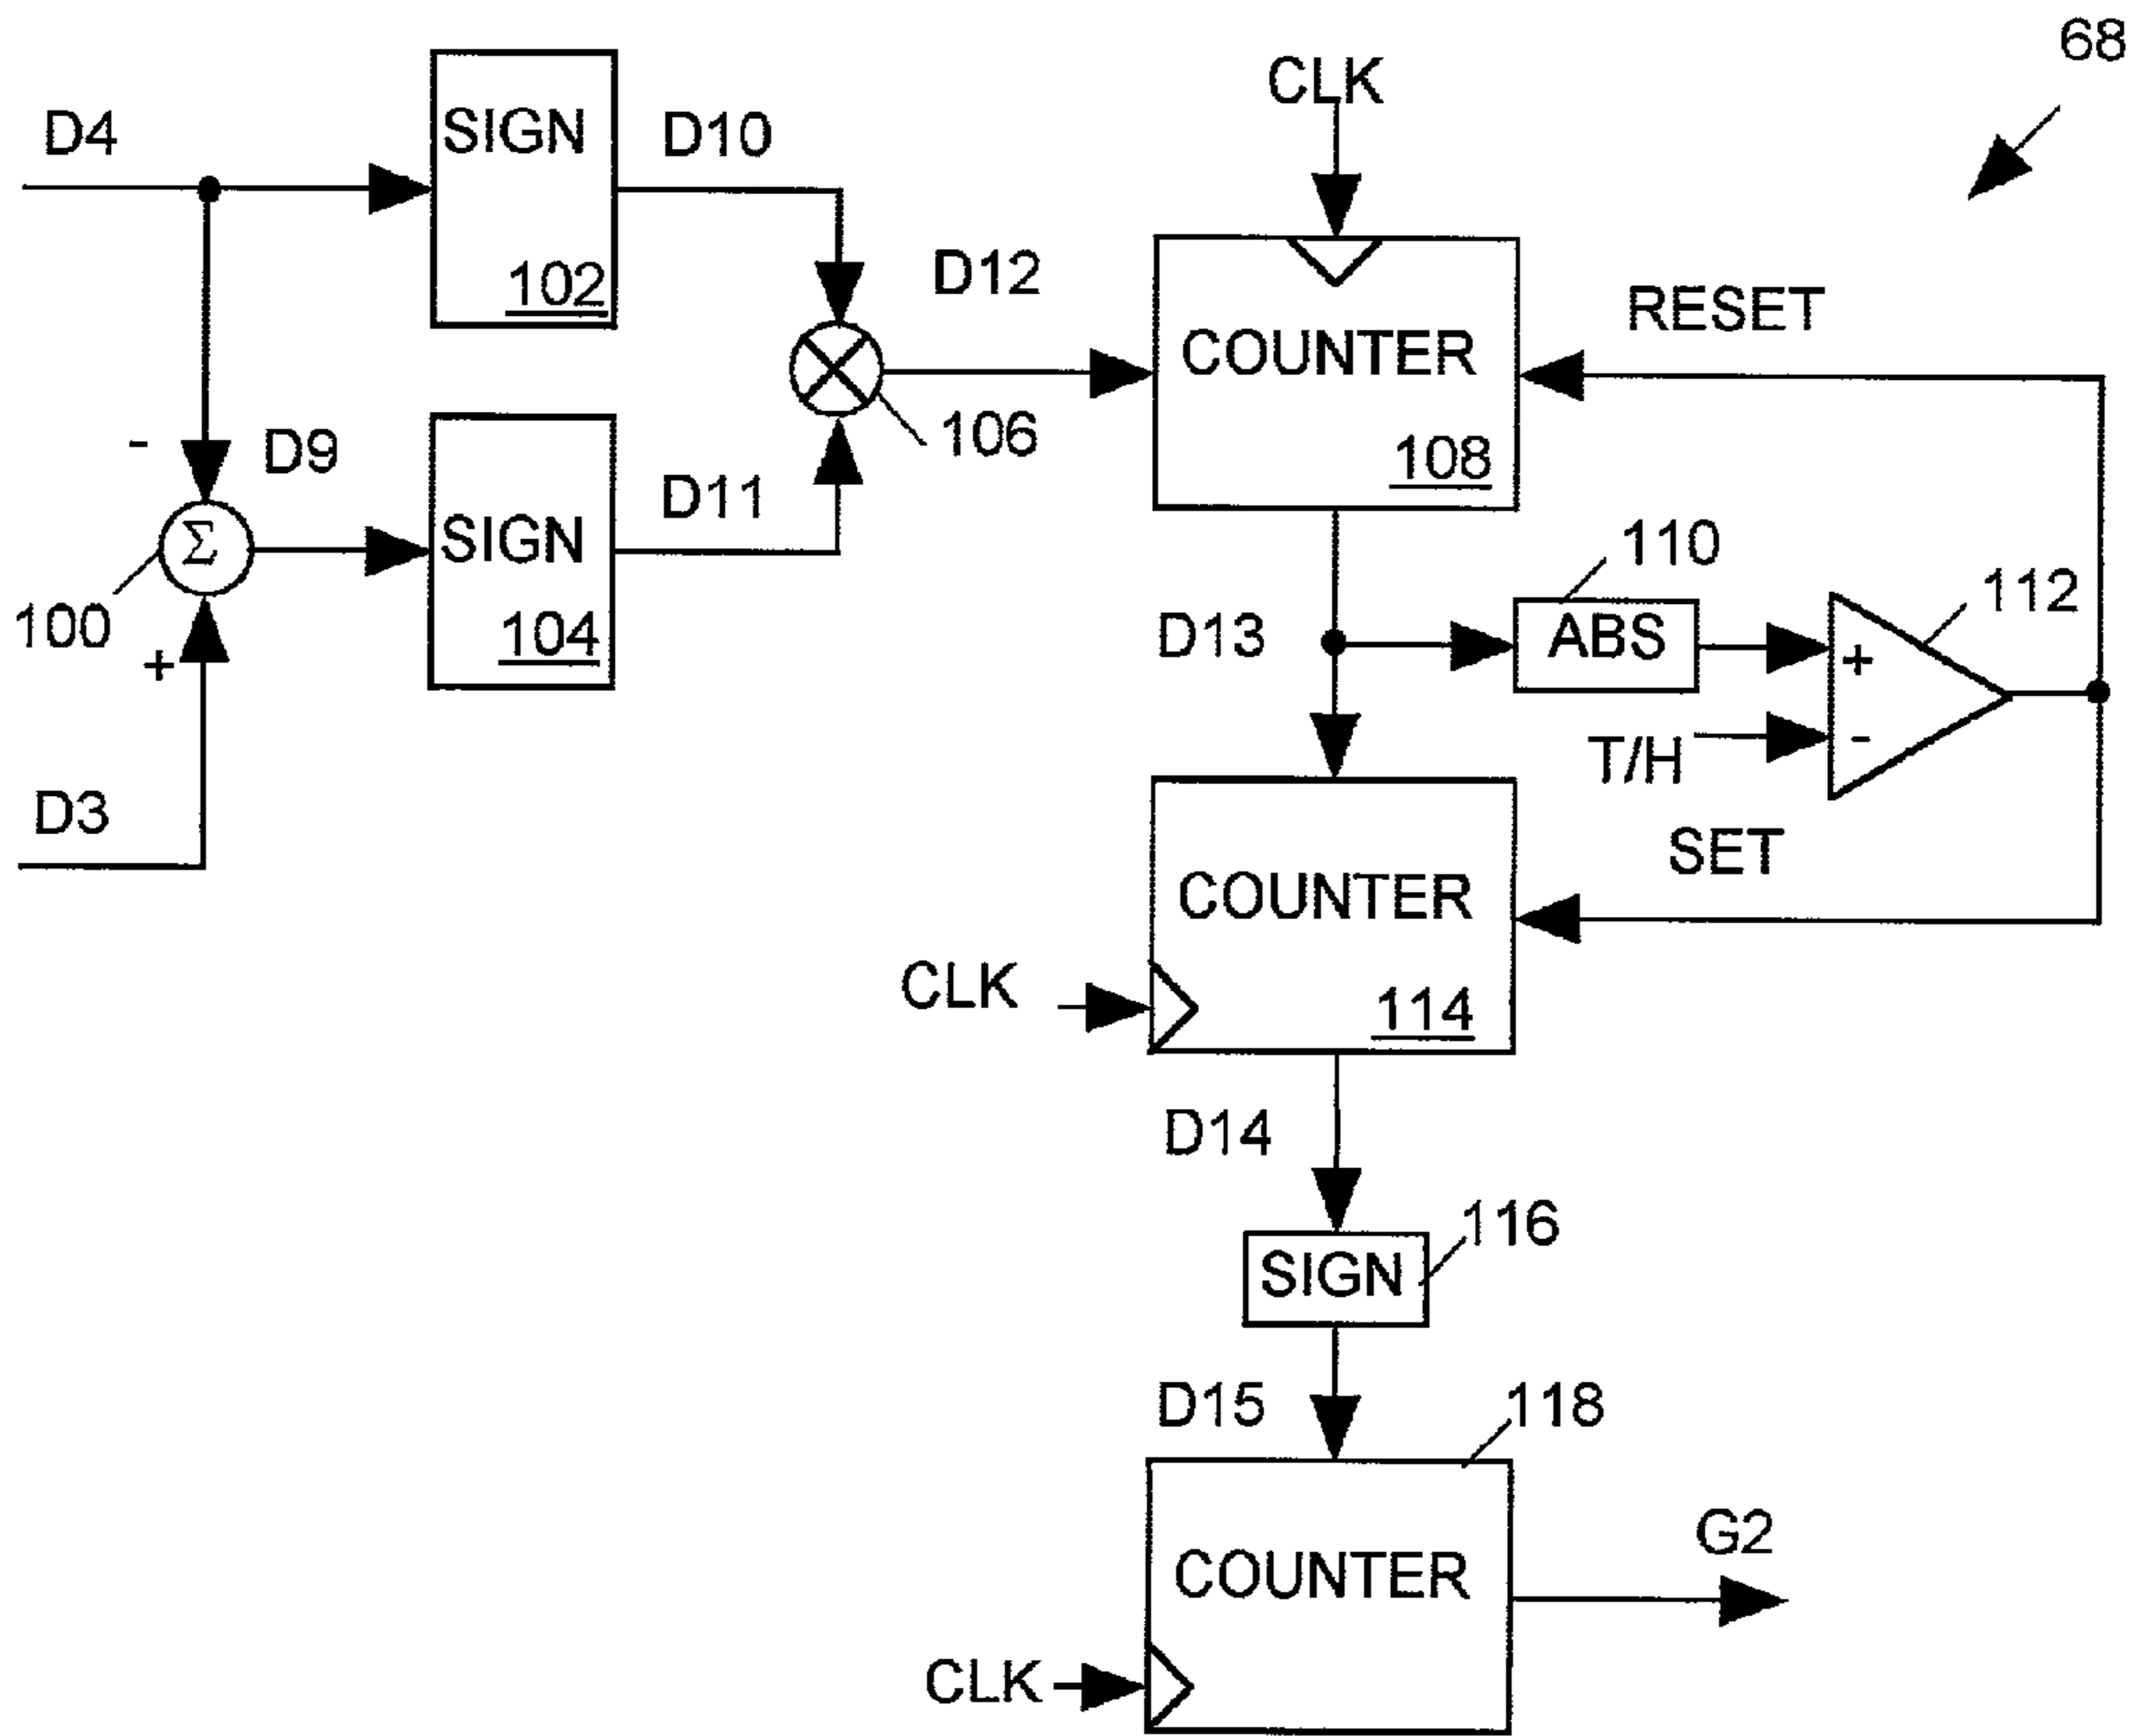 68
CLK
D4
SIGN
102
D10
D12
RESET
COUNTER
108
106
-
D9
D11
Σ
100
+
SIGN
104
D3
D13
110
ABS
112
+
-
T/H
SET
COUNTER
114
CLK
D14
116
SIGN
D15
118
COUNTER
G2
CLK